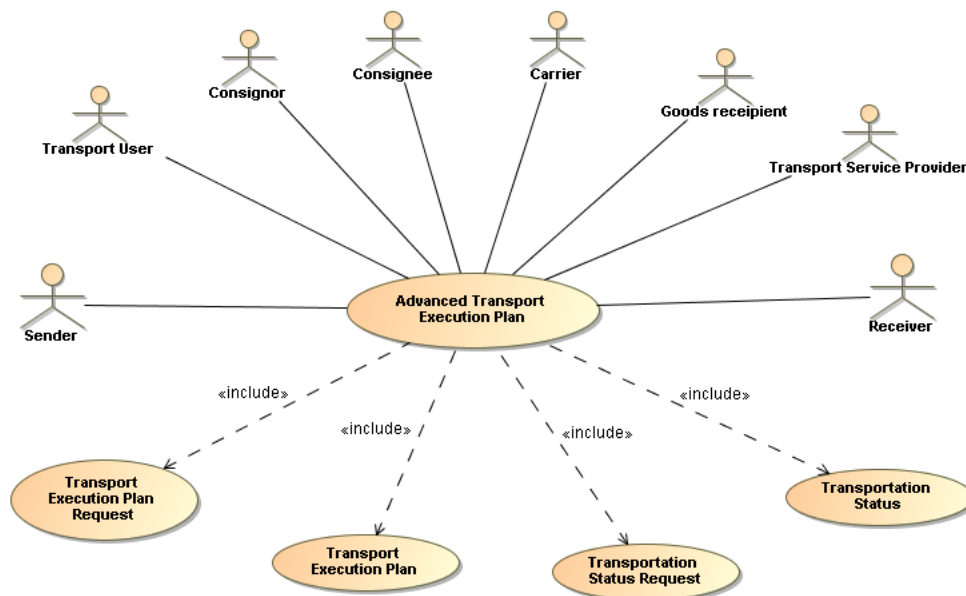 Consignee
Carrier
Consignor
Goods receipient
Transport User
Transport Service Provider
Advanced Transport
Execution Plan
Sender
Receiver
«include»
«include»
«include»
«include»
Transport
Execution Plan
Request
Transportation
Status
Transport
Execution Plan
Transportation
Status Request